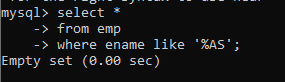 mysql> select *
    -> from emp
    -> where ename like '%AS';
Empty set (0.00 sec)